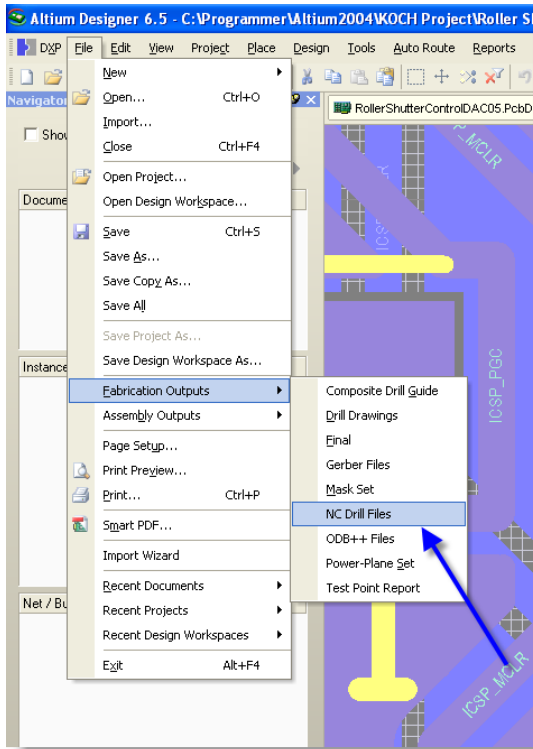 Altium Designer 6.5 - C:\Programmer\Altium2004\KOCH Project\Roller S
DXP File Edit View Project Place Design Tools Auto Route Reports
Navigator
RollerShutterControlDAC05.PcbD
Show
Docume
Instance
Net / Bu
New
Open... Ctrl+O
Import...
Close Ctrl+F4
Open Project...
Open Design Workspace...
Save Ctrl+S
Save As...
Save Copy As...
Save All
Save Project As...
Save Design Workspace As...
Fabrication Outputs
Assembly Outputs
Page Setup...
Print Preview...
Print... Ctrl+P
Smart PDF...
Import Wizard
Recent Documents
Recent Projects
Recent Design Workspaces
Exit Alt+F4
Composite Drill Guide
Drill Drawings
Final
Gerber Files
Mask Set
NC Drill Files
ODB++ Files
Power-Plane Set
Test Point Report
P_MCLR
ICSP_PGC
ICSP_MCLR